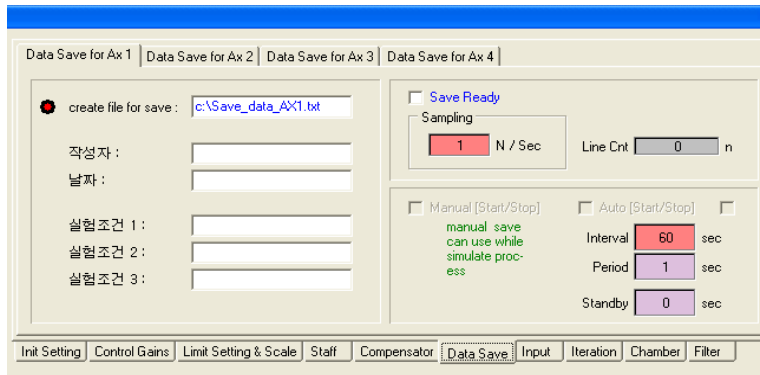 Data Save for Ax 1 Data Save for Ax 2 Data Save for Ax 3 Data Save for Ax 4
create file for save : c:\Save_data_AX1.txt
작성자 :
날짜 :
실험조건 1 :
실험조건 2 :
실험조건 3 :
Save Ready
Sampling
1 N / Sec
Line Cnt 0 n
Manual [Start/Stop]
manual save
can use while
simulate proc-
ess
Auto [Start/Stop]
Interval 60 sec
Period 1 sec
Standby 0 sec
Init Setting Control Gains Limit Setting & Scale Staff Compensator Data Save Input Iteration Chamber Filter